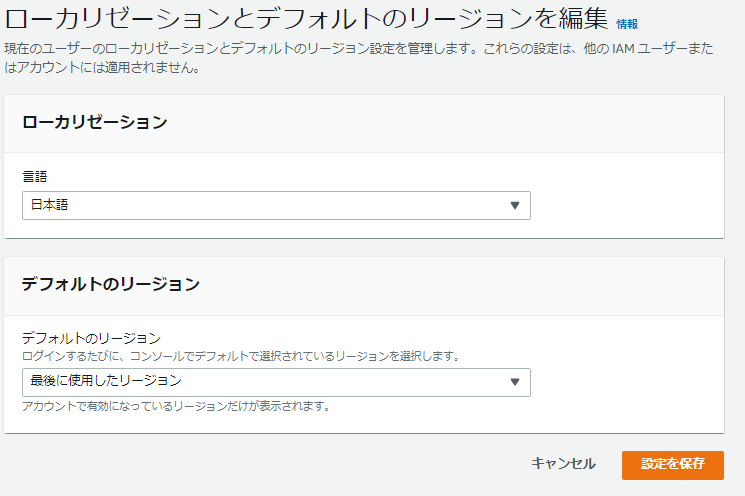 ローカリゼーションとデフォルトのリージョンを編集 情報
現在のユーザーのローカリゼーションとデフォルトのリージョン設定を管理します。これらの設定は、他の IAM ユーザーまた
はアカウントには適用されません。
ローカリゼーション
言語
日本語
デフォルトのリージョン
デフォルトのリージョン
ログインするたびに、コンソールでデフォルトで選択されているリージョンを選択します。
最後に使用したリージョン
アカウントで有効になっているリージョンだけが表示されます。
キャンセル 設定を保存